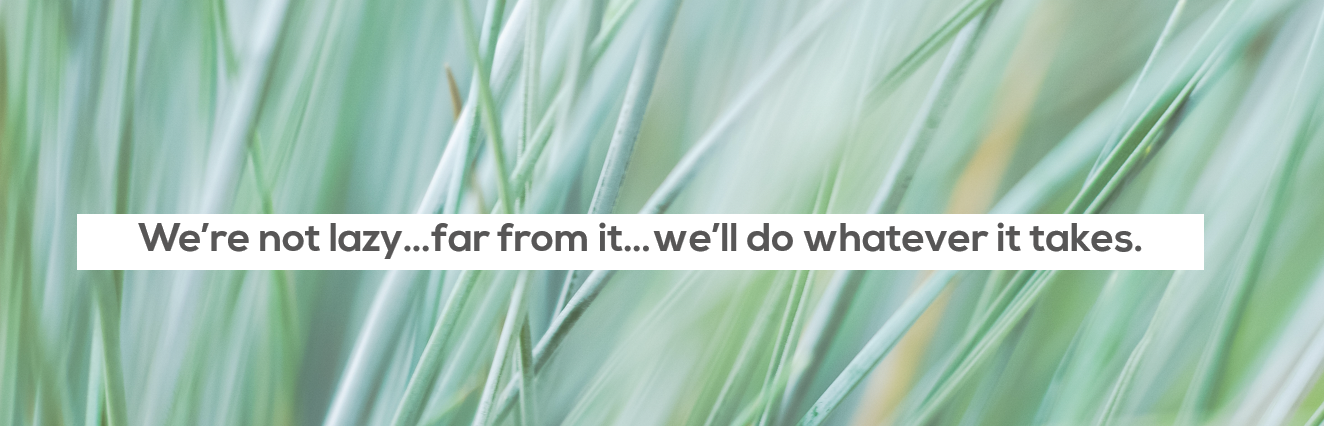 We’re not lazy...far from it...we’ll do whatever it takes.